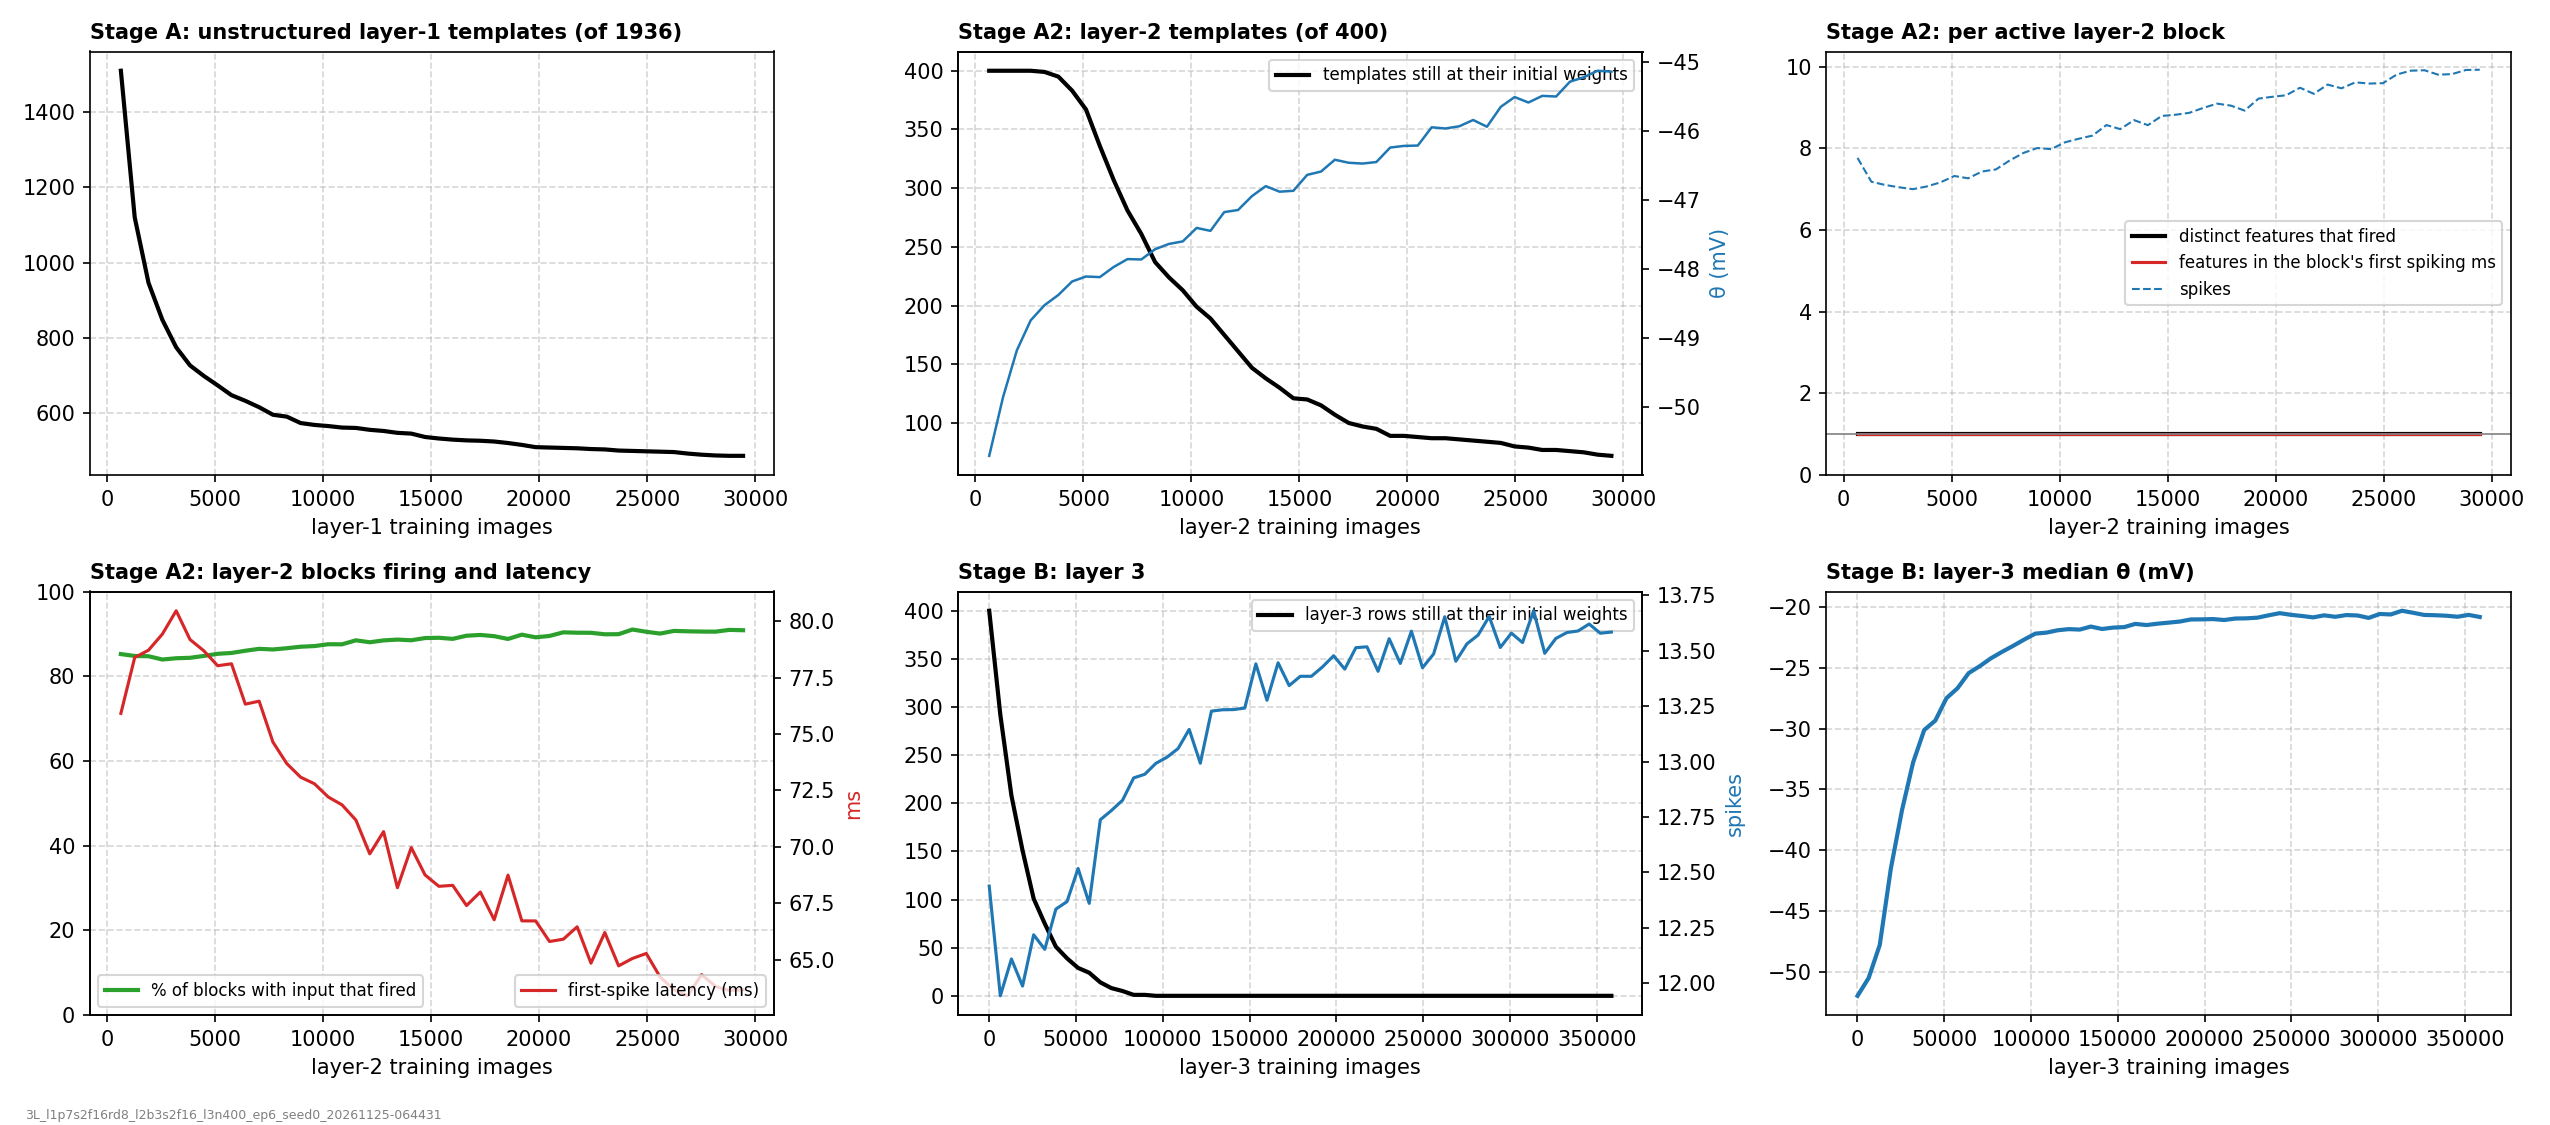 Stage A: unstructured layer-1 templates (of 1936)
1400
1200
1000
800
600
0 5000 10000 15000 20000 25000 30000
layer-1 training images
Stage A2: layer-2 templates (of 400)
templates still at their initial weights
400
350
300
250
200
150
100
−45
−46
−47
−48
−49
−50
θ (mV)
0 5000 10000 15000 20000 25000 30000
layer-2 training images
Stage A2: per active layer-2 block
10
8
6
4
2
0
distinct features that fired
features in the block's first spiking ms
spikes
0 5000 10000 15000 20000 25000 30000
layer-2 training images
Stage A2: layer-2 blocks firing and latency
100
80
60
40
20
0
80.0
77.5
75.0
72.5
70.0
67.5
65.0
ms
% of blocks with input that fired
first-spike latency (ms)
0 5000 10000 15000 20000 25000 30000
layer-2 training images
Stage B: layer 3
layer-3 rows still at their initial weights
400
350
300
250
200
150
100
50
0
13.75
13.50
13.25
13.00
12.75
12.50
12.25
12.00
spikes
0 50000 100000 150000 200000 250000 300000 350000
layer-3 training images
Stage B: layer-3 median θ (mV)
−20
−25
−30
−35
−40
−45
−50
0 50000 100000 150000 200000 250000 300000 350000
layer-3 training images
3L_l1p7s2f16rd8_l2b3s2f16_l3n400_ep6_seed0_20261125-064431